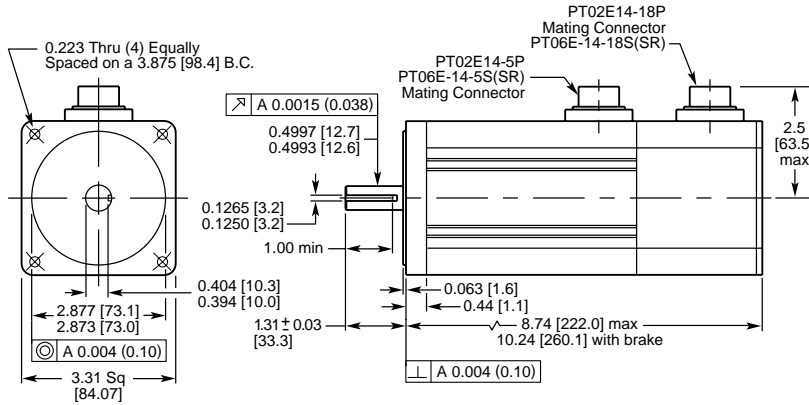 PT02E14-18P
Mating Connector
PT06E-14-18S(SR)
PT02E14-5P
PT06E-14-5S(SR)
Mating Connector
0.223 Thru (4) Equally
Spaced on a 3.875 [98.4] B.C.
A 0.0015 (0.038)
0.4997 [12.7]
0.4993 [12.6]
2.5
[63.5
max
0.1265 [3.2]
0.1250 [3.2]
1.00 min
0.404 [10.3]
0.394 [10.0]
2.877 [73.1]
2.873 [73.0]
A 0.004 (0.10)
3.31 Sq
[84.07]
0.063 [1.6]
0.44 [1.1]
1.31 ± 0.03
[33.3]
8.74 [222.0] max
10.24 [260.1] with brake
⊥ A 0.004 (0.10)